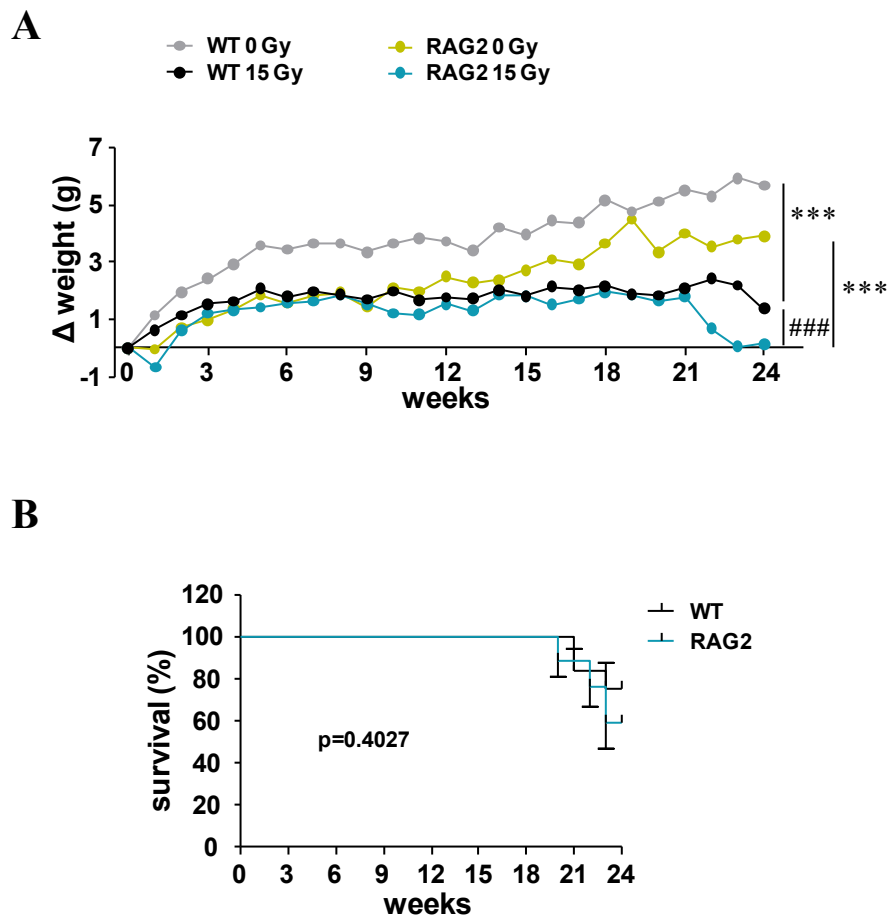 A
WT 0 Gy RAG2 0 Gy
WT 15 Gy RAG2 15 Gy
7
5
3
1
-1
Δ weight (g)
***
***
###
0 3 6 9 12 15 18 21 24
weeks
B
120
100
80
60
40
20
0
survival (%)
WT
RAG2
p=0.4027
0 3 6 9 12 15 18 21 24
weeks